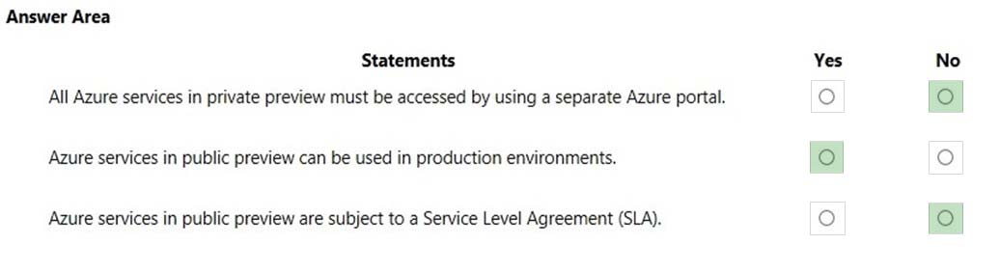 Answer Area
Statements Yes No
All Azure services in private preview must be accessed by using a separate Azure portal.
Azure services in public preview can be used in production environments.
Azure services in public preview are subject to a Service Level Agreement (SLA).